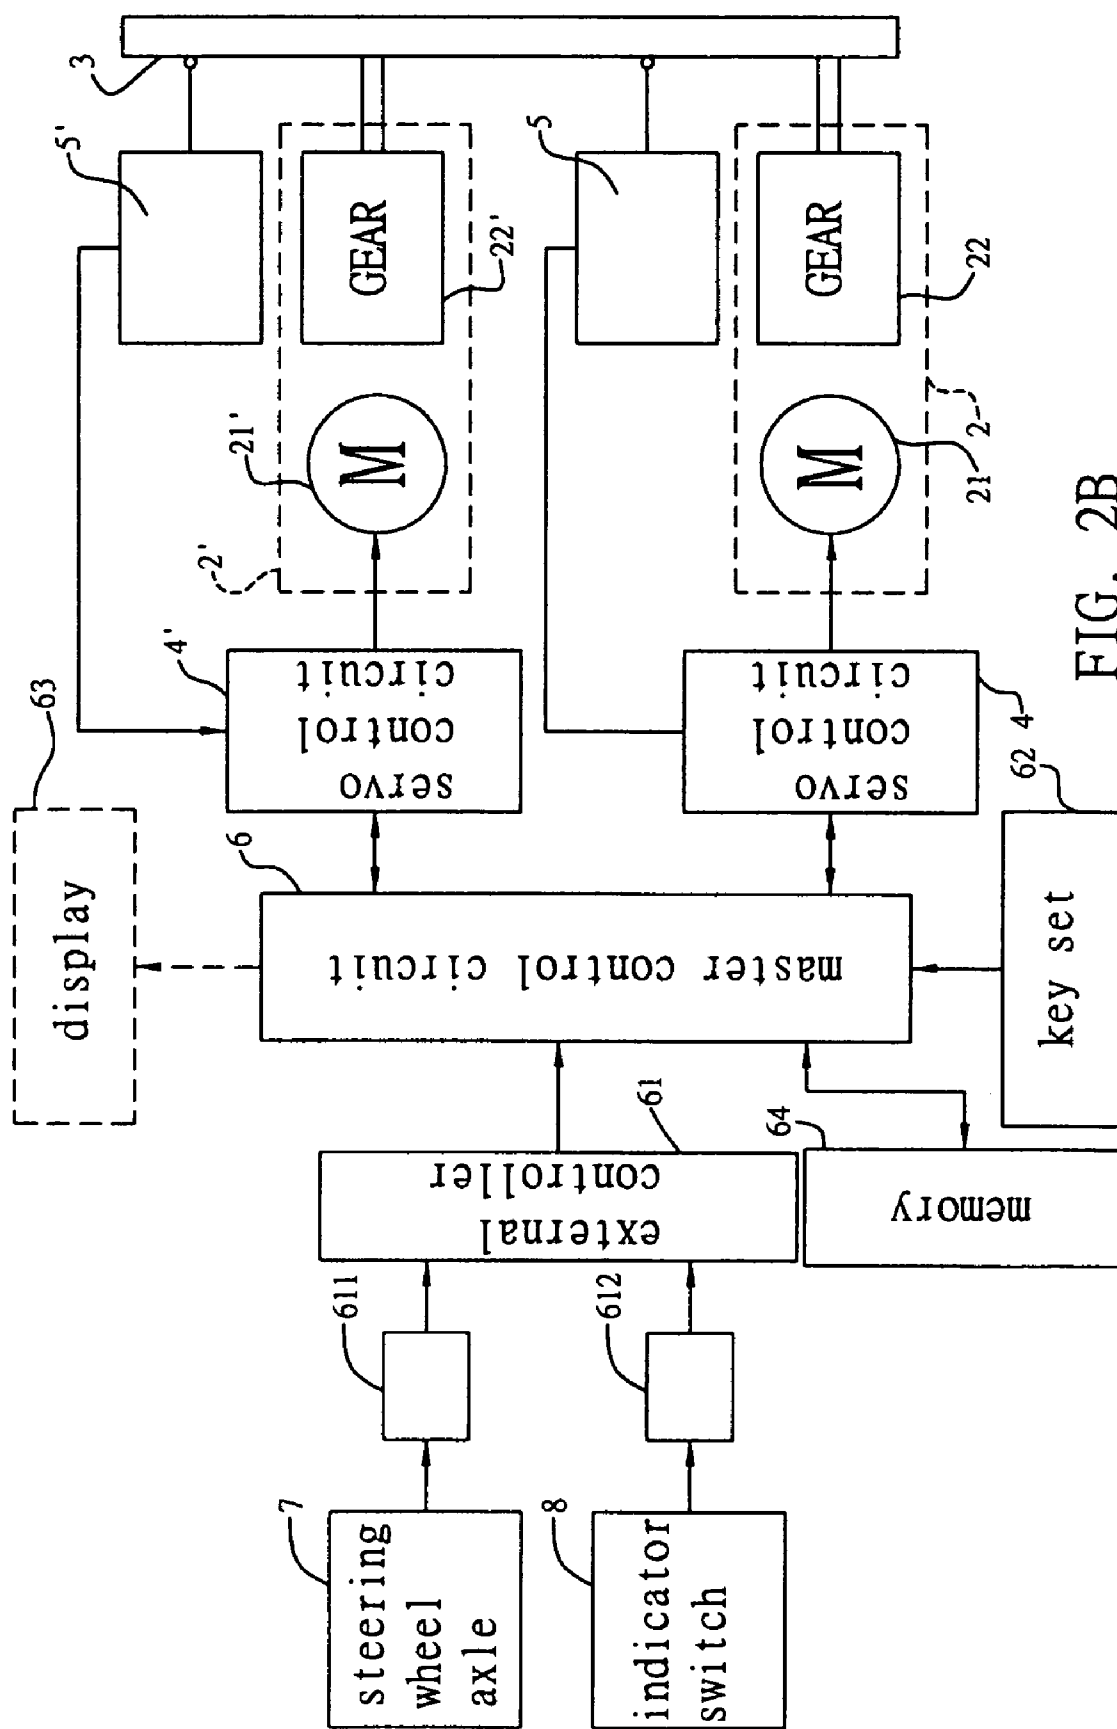 display
63
3
5'
4'
2'
21'
M
GEAR
22'
servo
control
circuit
6
master control circuit
5
servo
control
circuit
4
M
21
2
GEAR
22
7
steering
wheel
axle
611
external
controller
61
8
indicator
switch
612
64
memory
62
key set
FIG. 2B